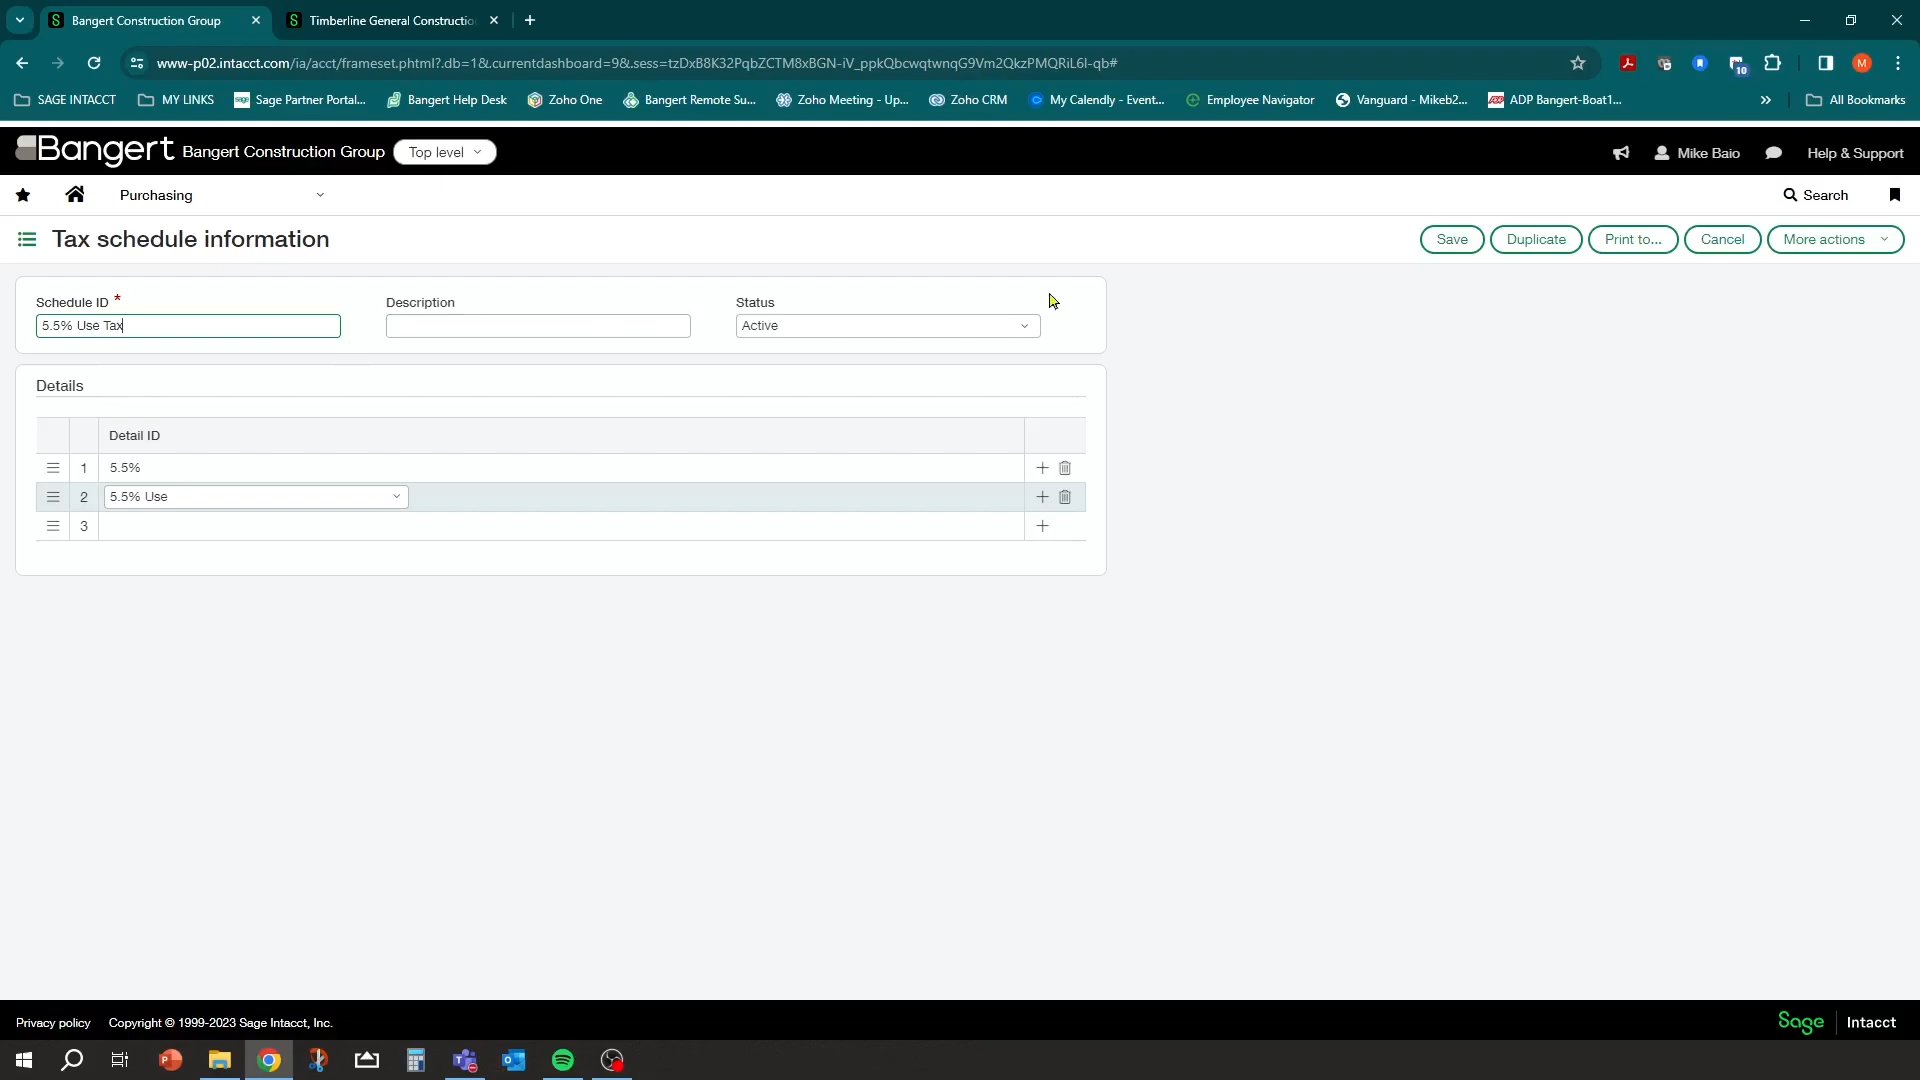 Bangert Construction Group
Timberline General Constructio
www-p02.intacct.com/ia/acct/frameset.phtml?.db=1&.currentdashboard=9&.sess=tzDxB8K32PqbZCTM8xBGN-iV_ppkQbcwqtwnqG9Vm2QkzPMQRiL6I-qb#
10
M
SAGE INTACCT
MY LINKS
Sage Partner Portal...
Bangert Help Desk
Zoho One
Bangert Remote Su...
Zoho Meeting - Up...
Zoho CRM
My Calendly - Event...
Employee Navigator
Vanguard - Mikeb2...
ADP Bangert-Boat1...
» All Bookmarks
Bangert Bangert Construction Group Top level
Mike Baio
Help & Support
Purchasing
Search
Tax schedule information
Save
Duplicate
Print to...
Cancel
More actions
Schedule ID *
Description
Status
5.5% Use Tax
Active
Details
Detail ID
1 5.5%
2 5.5% Use
3
Privacy policy Copyright © 1999-2023 Sage Intacct, Inc.
Sage Intacct